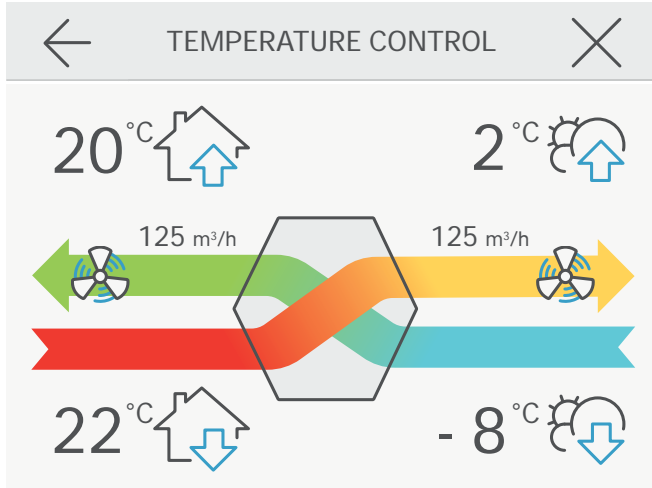 TEMPERATURE CONTROL
20 °C
2 °C
125 m³/h
125 m³/h
22 °C
- 8 °C